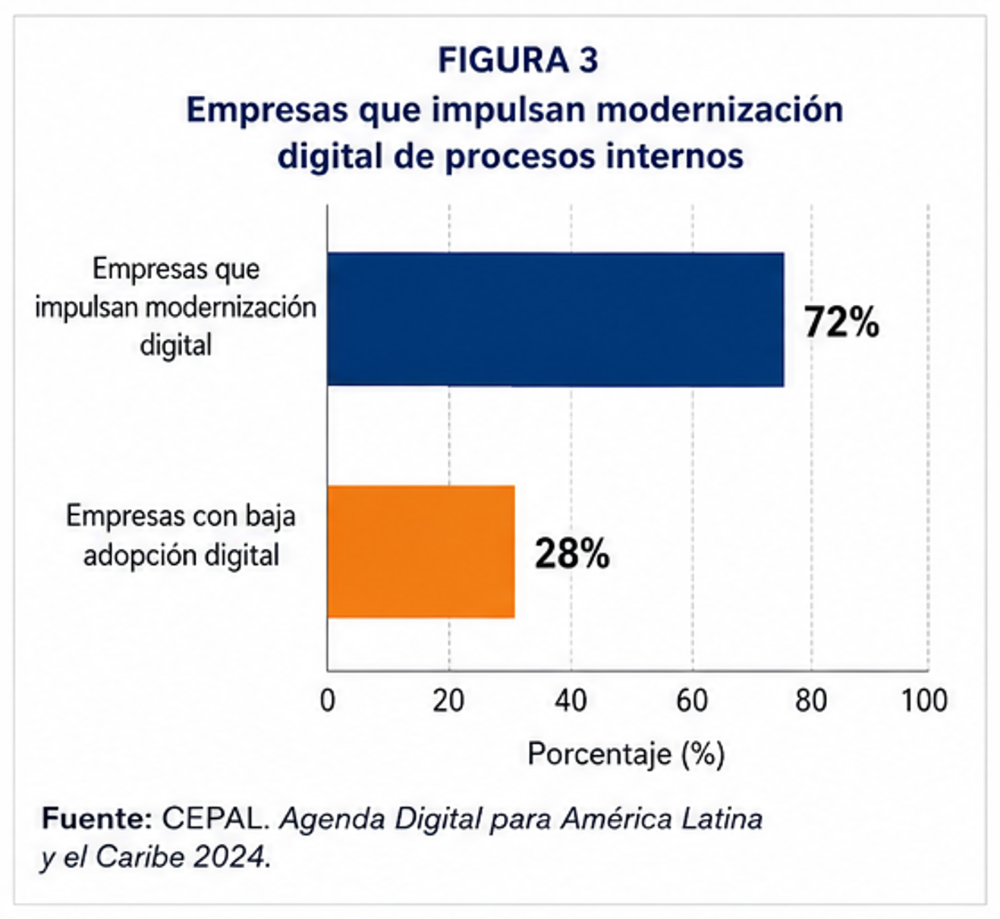 FIGURA 3
Empresas que impulsan modernización
digital de procesos internos
Empresas que
impulsan modernización
digital
72%
Empresas con baja
adopción digital
28%
0 20 40 60 80 100
Porcentaje (%)
Fuente: CEPAL. Agenda Digital para América Latina
y el Caribe 2024.